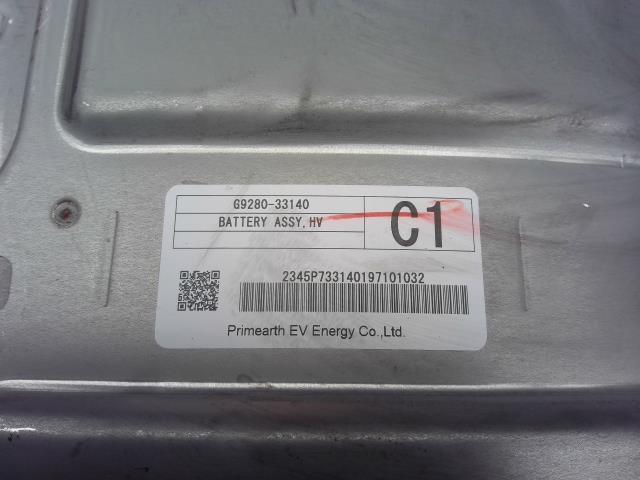 G9280-33140
BATTERY ASSY,HV
C1
2345P733140197101032
Primearth EV Energy Co.,Ltd.